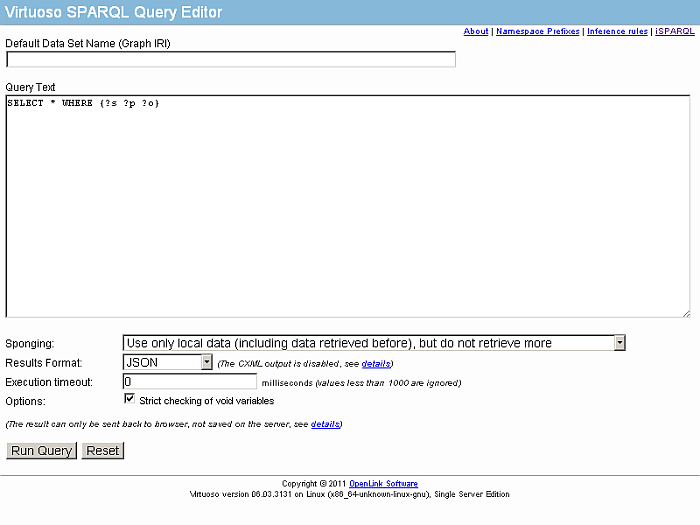 Virtuoso SPARQL Query Editor
About | Namespace Prefixes | Inference rules | iSPARQL
Default Data Set Name (Graph IRI)
Query Text
SELECT * WHERE {?s ?p ?o}
Sponging: Use only local data (including data retrieved before), but do not retrieve more
Results Format: JSON (The CXML output is disabled, see details)
Execution timeout: 0 milliseconds (values less than 1000 are ignored)
Options: Strict checking of void variables
(The result can only be sent back to browser, not saved on the server, see details)
Run Query Reset
Copyright © 2011 OpenLink Software
Virtuoso version 06.03.3131 on Linux (x86_64-unknown-linux-gnu), Single Server Edition